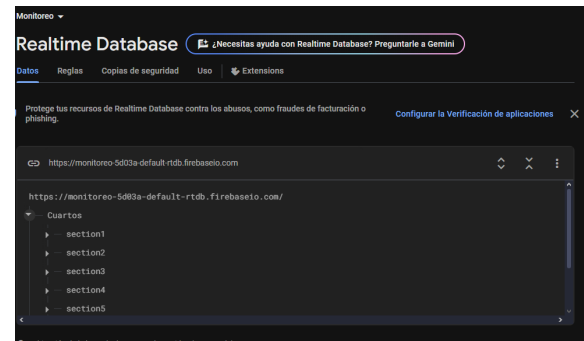 Monitoreo
Realtime Database ¿Necesitas ayuda con Realtime Database? Preguntarle a Gemini
Datos Reglas Copias de seguridad Uso Extensions
Protege tus recursos de Realtime Database contra los abusos, como fraudes de facturación o
phishing.
Configurar la Verificación de aplicaciones
https://monitoreo-5d03a-default-rtdb.firebaseio.com
https://monitoreo-5d03a-default-rtdb.firebaseio.com/
Cuartos
section1
section2
section3
section4
section5